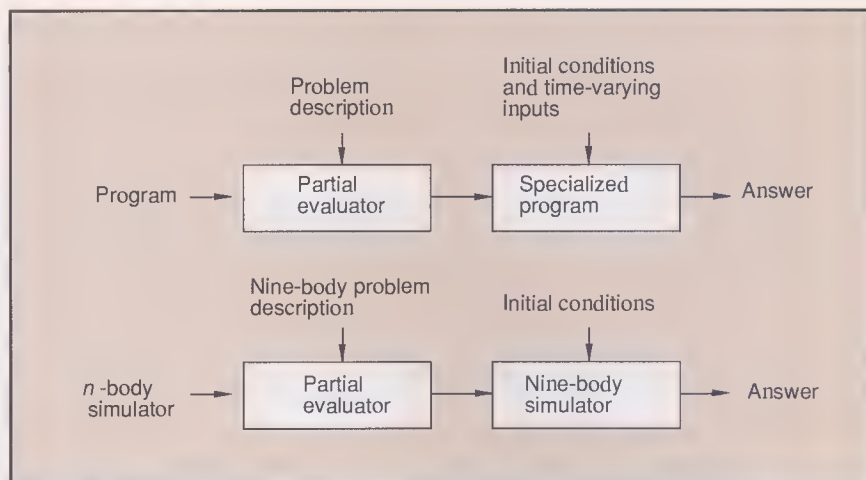 Problem
description
Initial conditions
and time-varying
inputs
Program
Partial
evaluator
Specialized
program
Answer
Nine-body problem
description
Initial conditions
n-body
simulator
Partial
evaluator
Nine-body
simulator
Answer